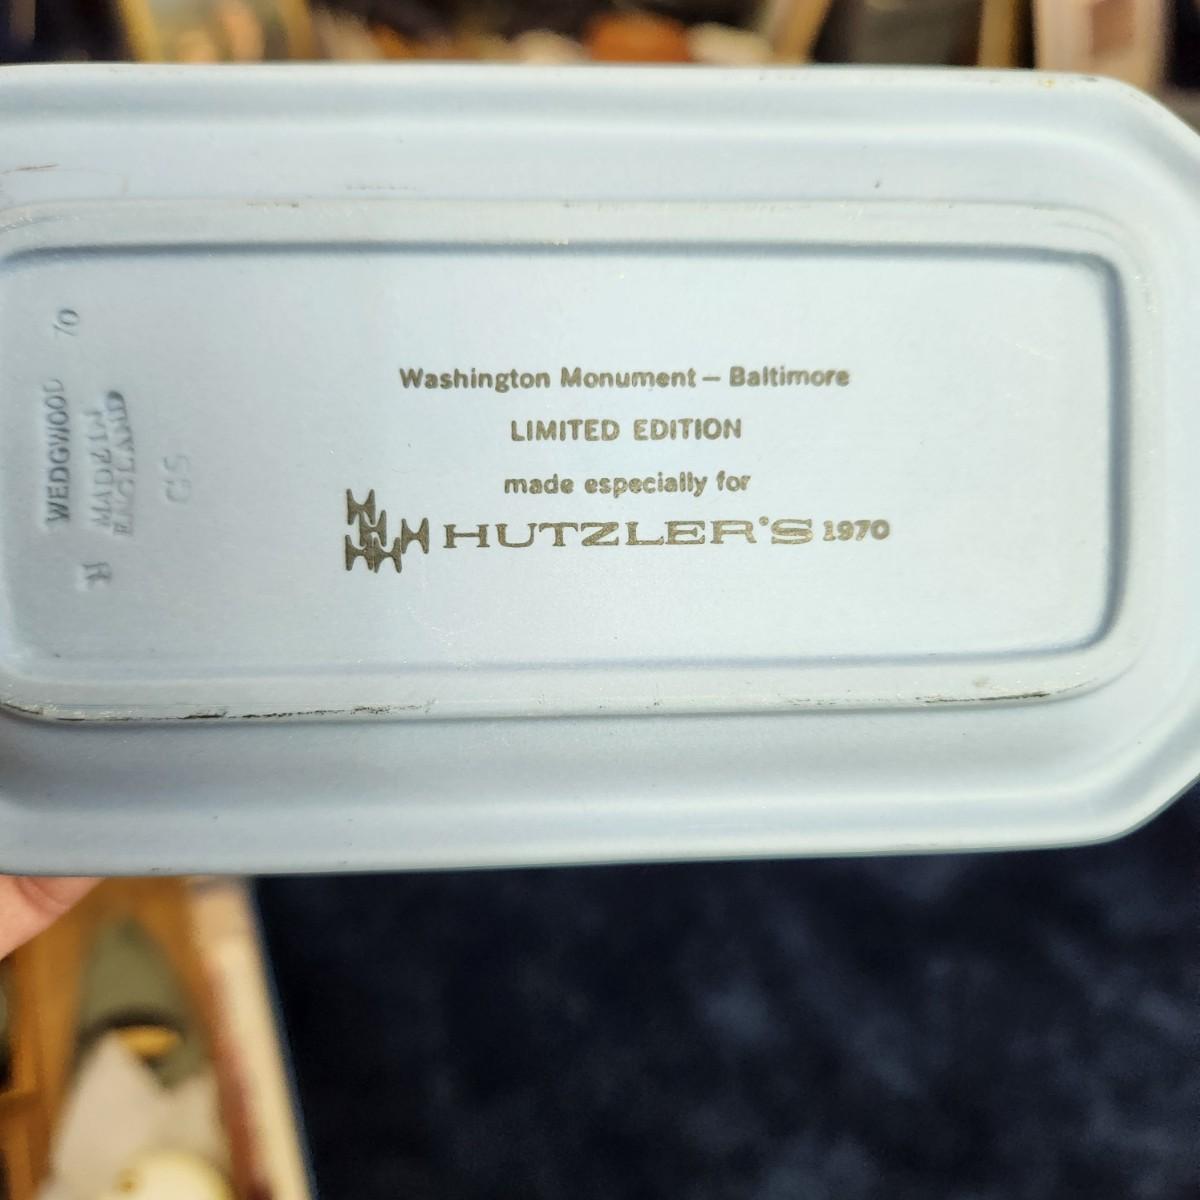 Washington Monument – Baltimore
LIMITED EDITION
made especially for
HUTZLER'S 1970
WEDGWOOD 70
MADE IN
ENGLAND